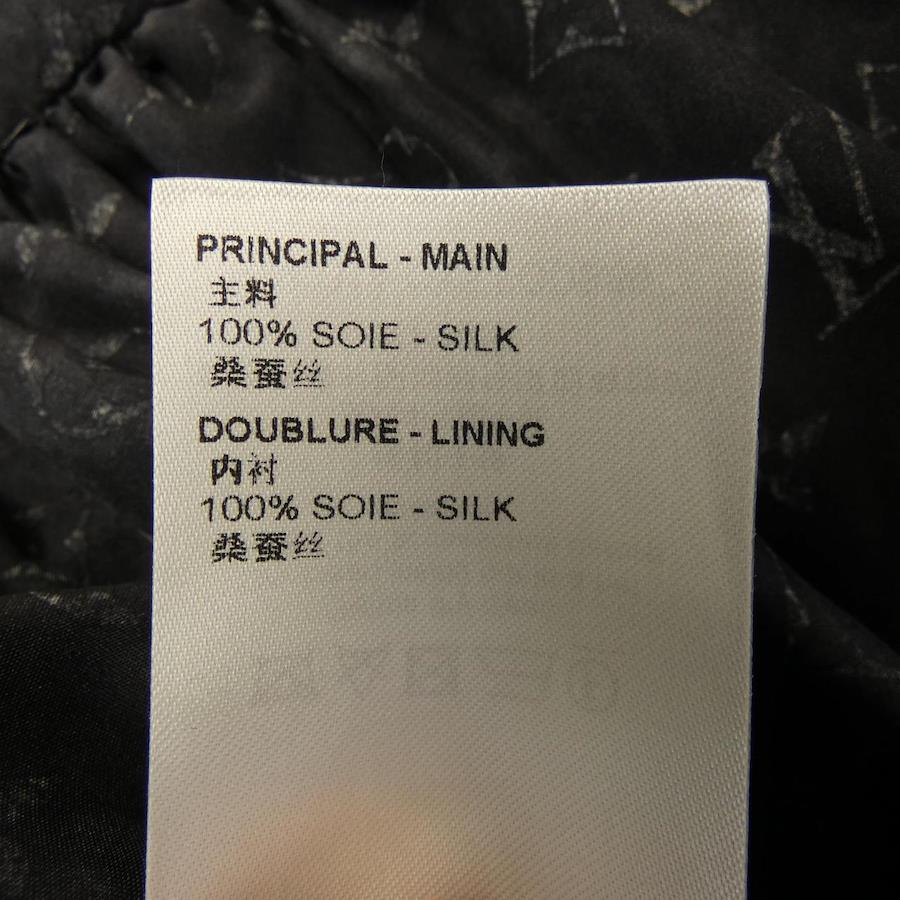 PRINCIPAL - MAIN
主料
100% SOIE - SILK
桑蚕丝
DOUBLURE - LINING
内衬
100% SOIE - SILK
桑蚕丝